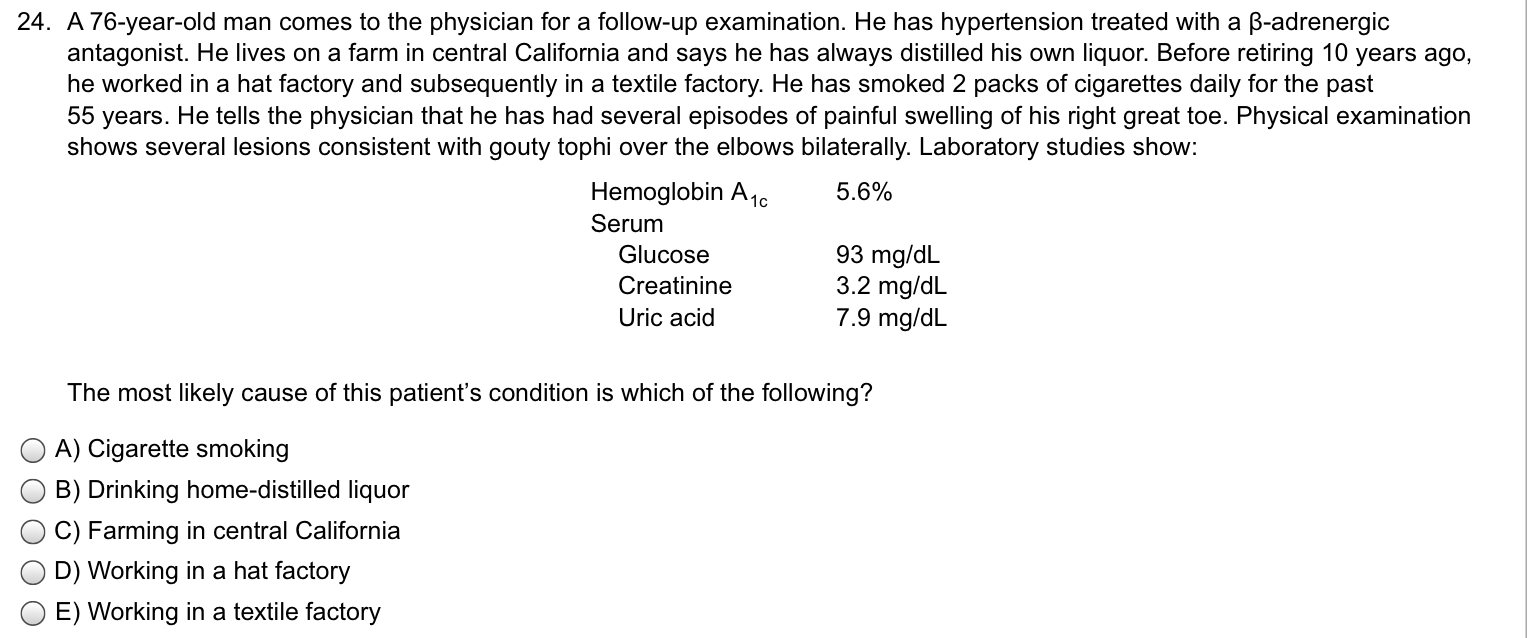 24. A 76-year-old man comes to the physician for a follow-up examination. He has hypertension treated with a β-adrenergic
antagonist. He lives on a farm in central California and says he has always distilled his own liquor. Before retiring 10 years ago,
he worked in a hat factory and subsequently in a textile factory. He has smoked 2 packs of cigarettes daily for the past
55 years. He tells the physician that he has had several episodes of painful swelling of his right great toe. Physical examination
shows several lesions consistent with gouty tophi over the elbows bilaterally. Laboratory studies show:
Hemoglobin A1c 5.6%
Serum
Glucose 93 mg/dL
Creatinine 3.2 mg/dL
Uric acid 7.9 mg/dL
The most likely cause of this patient's condition is which of the following?
A) Cigarette smoking
B) Drinking home-distilled liquor
C) Farming in central California
D) Working in a hat factory
E) Working in a textile factory